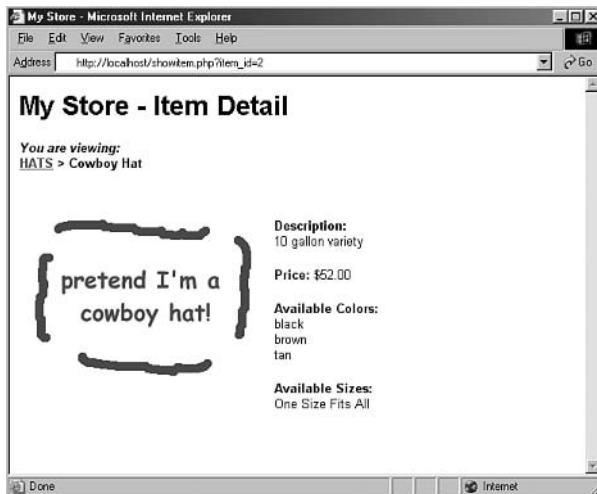 My Store - Microsoft Internet Explorer
File Edit View Favorites Tools Help
Address http://localhost/showitem.php?item_id=2 Go
My Store - Item Detail
You are viewing:
HATS > Cowboy Hat
pretend I'm a
cowboy hat!
Description:
10 gallon variety
Price: $52.00
Available Colors:
black
brown
tan
Available Sizes:
One Size Fits All
Done Internet